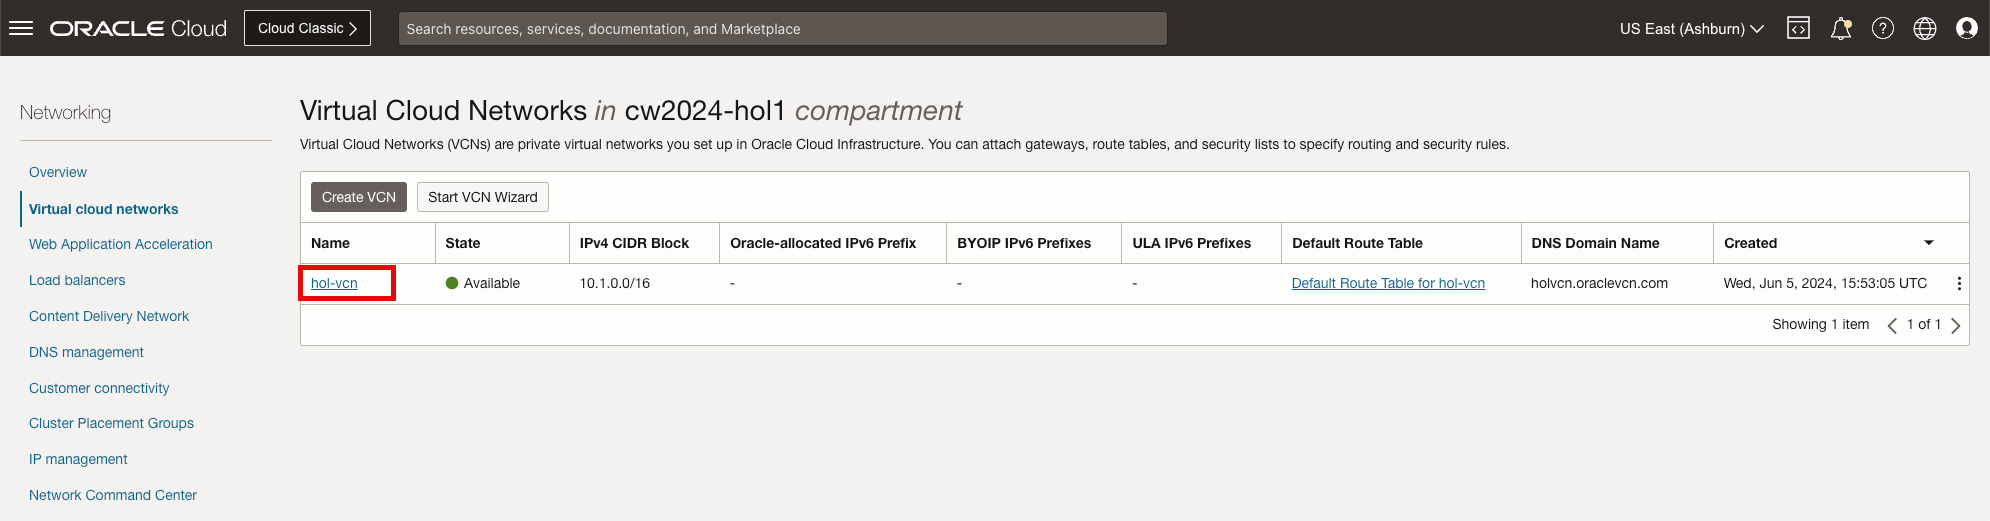 ORACLE Cloud
Cloud Classic
Search resources, services, documentation, and Marketplace
US East (Ashburn)
Networking
Overview
Virtual cloud networks
Web Application Acceleration
Load balancers
Content Delivery Network
DNS management
Customer connectivity
Cluster Placement Groups
IP management
Network Command Center
Virtual Cloud Networks in cw2024-hol1 compartment
Virtual Cloud Networks (VCNs) are private virtual networks you set up in Oracle Cloud Infrastructure. You can attach gateways, route tables, and security lists to specify routing and security rules.
Create VCN Start VCN Wizard
Name State IPv4 CIDR Block Oracle-allocated IPv6 Prefix BYOIP IPv6 Prefixes ULA IPv6 Prefixes Default Route Table DNS Domain Name Created
hol-vcn Available 10.1.0.0/16 - - - Default Route Table for hol-vcn holvcn.oraclevcn.com Wed, Jun 5, 2024, 15:53:05 UTC
Showing 1 item 1 of 1